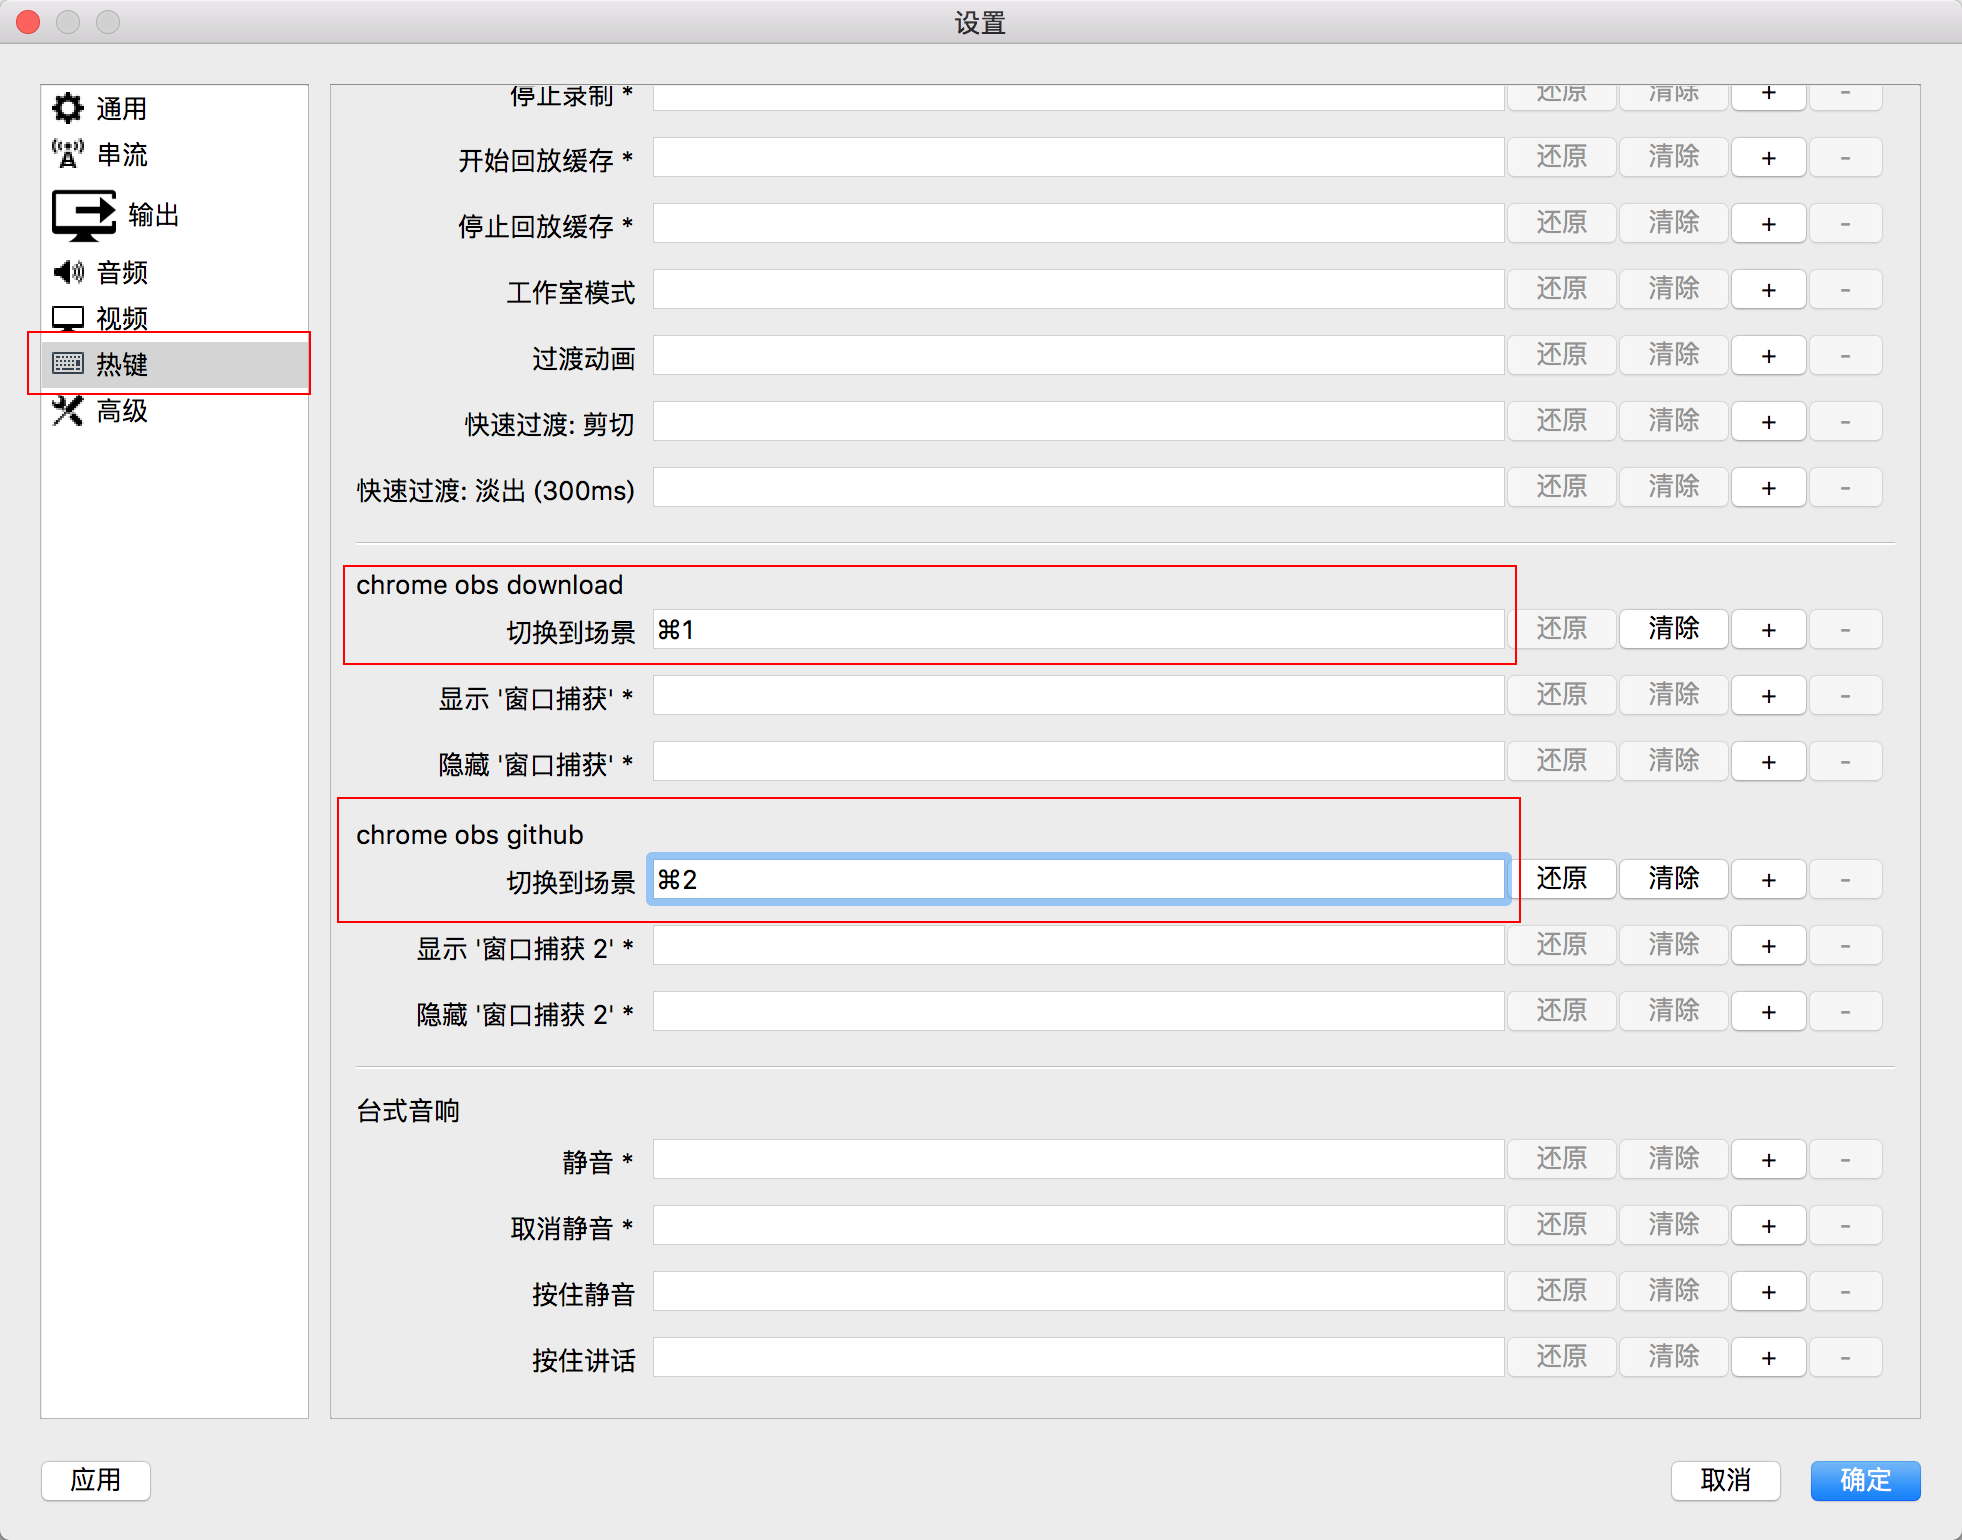 设置
通用
串流
输出
音频
视频
热键
高级
停止录制 * 还原 清除 + -
开始回放缓存 * 还原 清除 + -
停止回放缓存 * 还原 清除 + -
工作室模式 还原 清除 + -
过渡动画 还原 清除 + -
快速过渡: 剪切 还原 清除 + -
快速过渡: 淡出 (300ms) 还原 清除 + -
chrome obs download
切换到场景 ⌘1 还原 清除 + -
显示 '窗口捕获' * 还原 清除 + -
隐藏 '窗口捕获' * 还原 清除 + -
chrome obs github
切换到场景 ⌘2 还原 清除 + -
显示 '窗口捕获 2' * 还原 清除 + -
隐藏 '窗口捕获 2' * 还原 清除 + -
台式音响
静音 * 还原 清除 + -
取消静音 * 还原 清除 + -
按住静音 还原 清除 + -
按住讲话 还原 清除 + -
应用 取消 确定